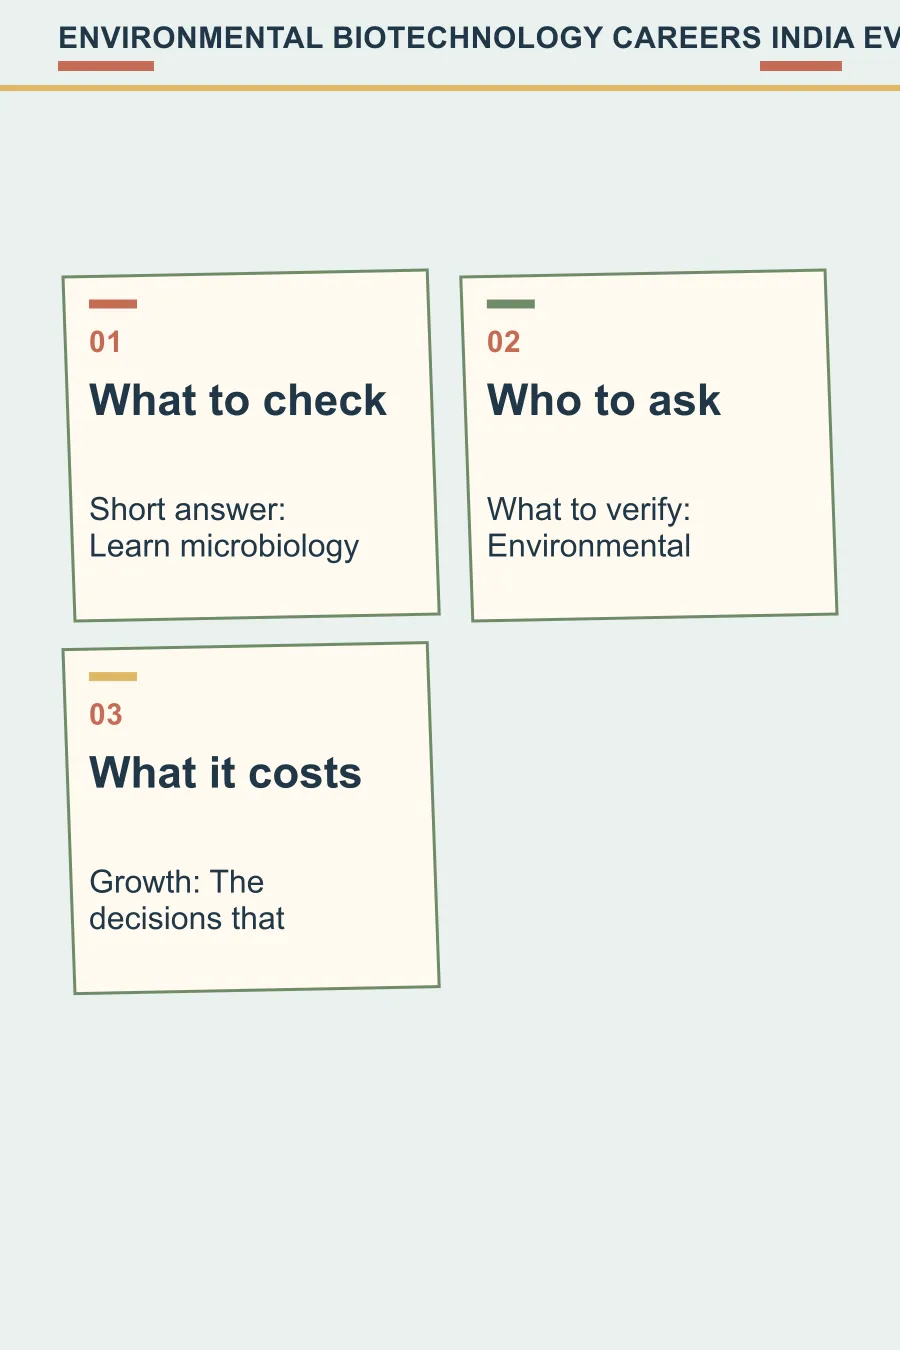 ENVIRONMENTAL BIOTECHNOLOGY CAREERS INDIA EV
01
What to check
Short answer:
Learn microbiology
02
Who to ask
What to verify:
Environmental
03
What it costs
Growth: The
decisions that